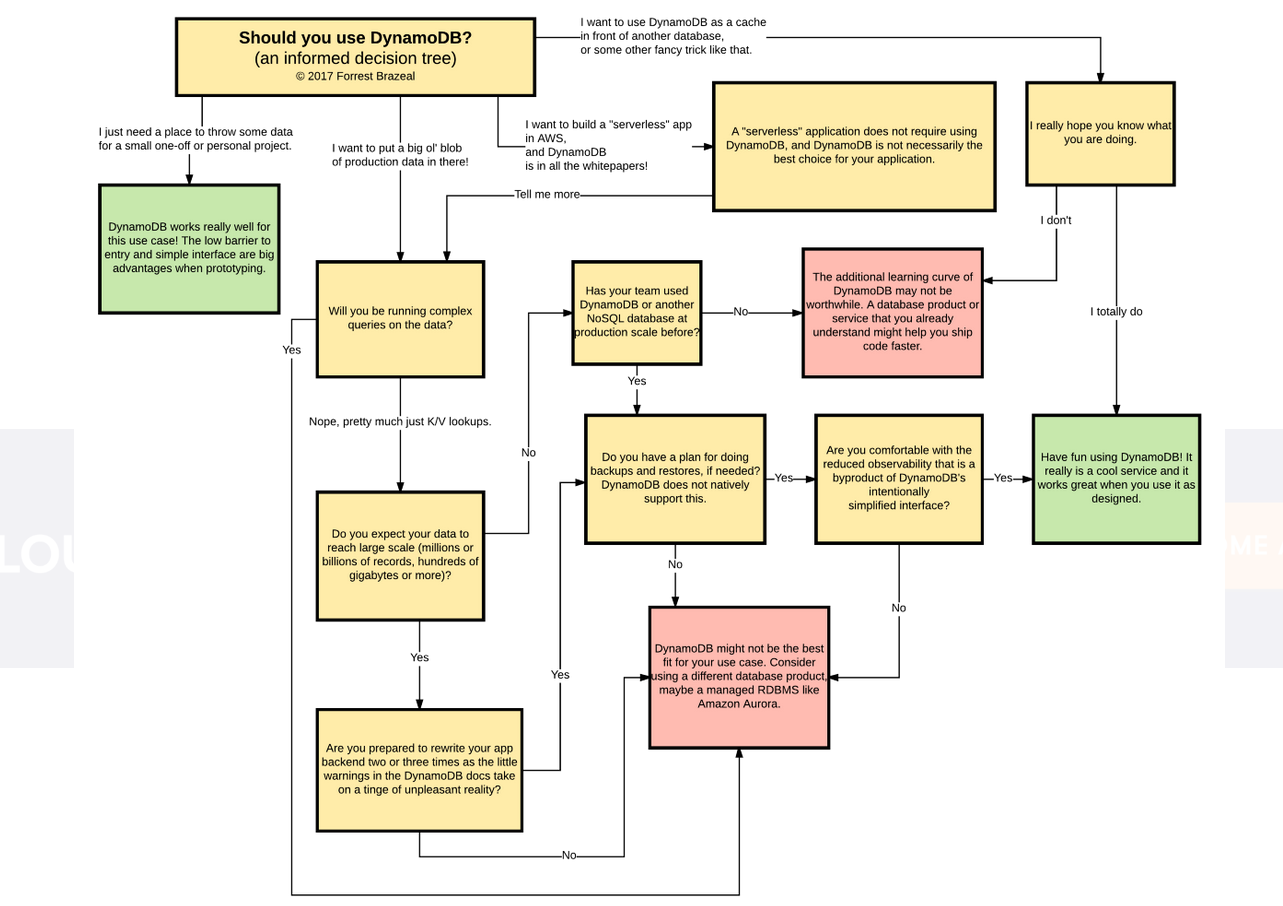 Should you use DynamoDB?
(an informed decision tree)
© 2017 Forrest Brazeal
I want to use DynamoDB as a cache
in front of another database,
or some other fancy trick like that.
I just need a place to throw some data
for a small one-off or personal project.
I want to put a big ol' blob
of production data in there!
I want to build a "serverless" app
in AWS,
and DynamoDB
is in all the whitepapers!
A "serverless" application does not require using
DynamoDB, and DynamoDB is not necessarily the
best choice for your application.
I really hope you know what
you are doing.
Tell me more
I don't
DynamoDB works really well for
this use case! The low barrier to
entry and simple interface are big
advantages when prototyping.
Will you be running complex
queries on the data?
Has your team used
DynamoDB or another
NoSQL database at
production scale before?
No
The additional learning curve of
DynamoDB may not be
worthwhile. A database product or
service that you already
understand might help you ship
code faster.
I totally do
Yes
Yes
Nope, pretty much just K/V lookups.
No
Do you have a plan for doing
backups and restores, if needed?
DynamoDB does not natively
support this.
Yes
Are you comfortable with the
reduced observability that is a
byproduct of DynamoDB's
intentionally
simplified interface?
Yes
Have fun using DynamoDB! It
really is a cool service and it
works great when you use it as
designed.
Do you expect your data to
reach large scale (millions or
billions of records, hundreds of
gigabytes or more)?
No
No
Yes
Yes
DynamoDB might not be the best
fit for your use case. Consider
using a different database product,
maybe a managed RDBMS like
Amazon Aurora.
Are you prepared to rewrite your app
backend two or three times as the little
warnings in the DynamoDB docs take
on a tinge of unpleasant reality?
No